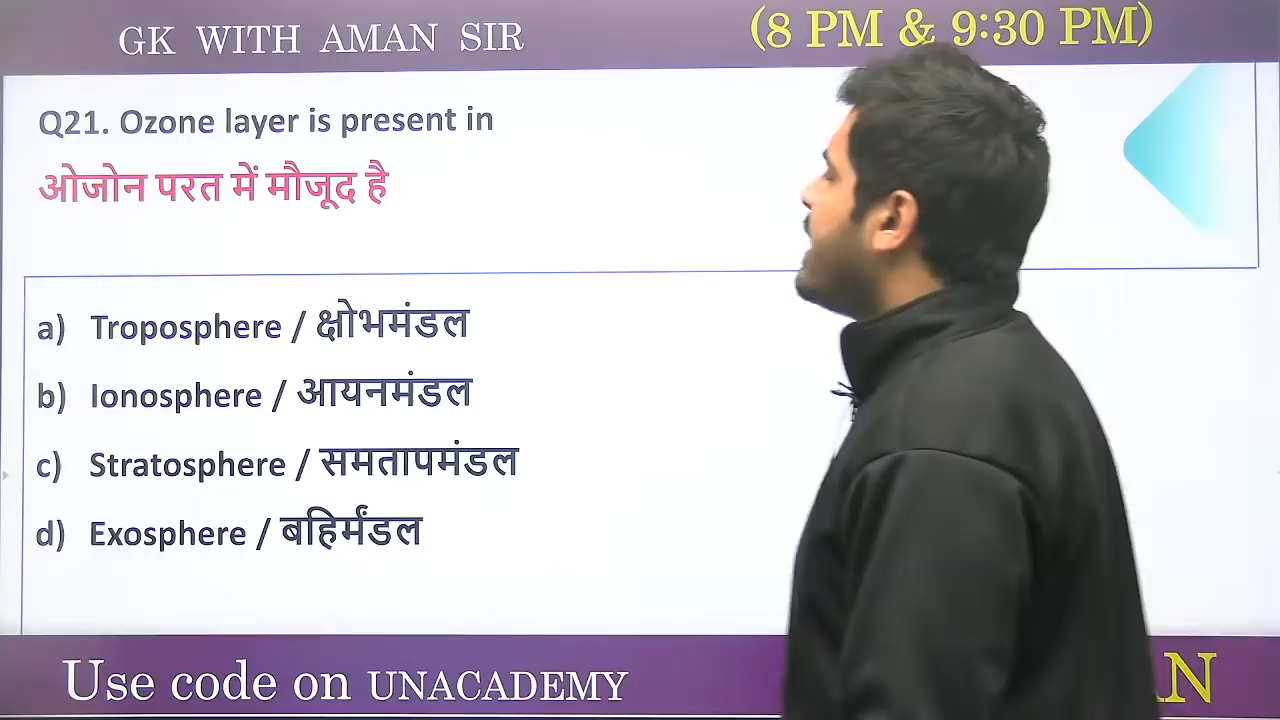 GK WITH AMAN SIR
(8 PM & 9:30 PM)
Q21. Ozone layer is present in
ओजोन परत में मौजूद है
a) Troposphere / क्षोभमंडल
b) Ionosphere / आयनमंडल
c) Stratosphere / समतापमंडल
d) Exosphere / बहिर्मंडल
Use code on UNACADEMY